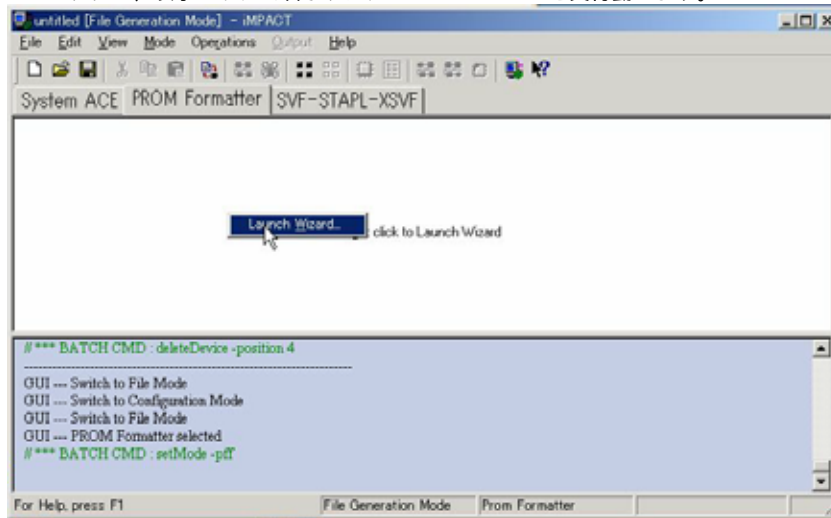 untitled [File Generation Mode] - iMPACT
File Edit View Mode Operations Output Help
System ACE PROM Formatter SVF-STAPL-XSVF
Launch Wizard... click to Launch Wizard
// *** BATCH CMD : deleteDevice -position 4
GUI --- Switch to File Mode
GUI --- Switch to Configuration Mode
GUI --- Switch to File Mode
GUI --- PROM Formatter selected
// *** BATCH CMD : setMode -pff
For Help, press F1 File Generation Mode Prom Formatter